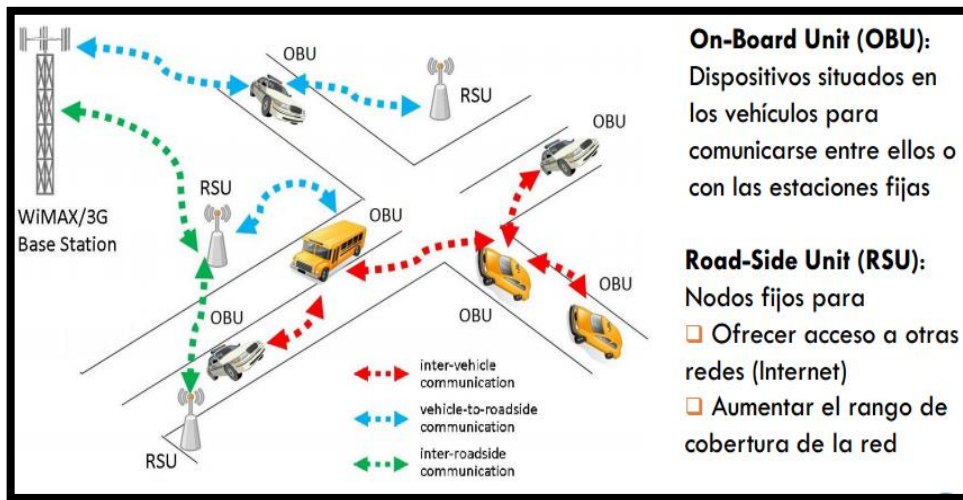 OBU
RSU
OBU
RSU
WiMAX/3G
Base Station
OBU
OBU
OBU
OBU
RSU
inter-vehicle
communication
vehicle-to-roadside
communication
inter-roadside
communication
On-Board Unit (OBU):
Dispositivos situados en
los vehículos para
comunicarse entre ellos o
con las estaciones fijas
Road-Side Unit (RSU):
Nodos fijos para
Ofrecer acceso a otras
redes (Internet)
Aumentar el rango de
cobertura de la red